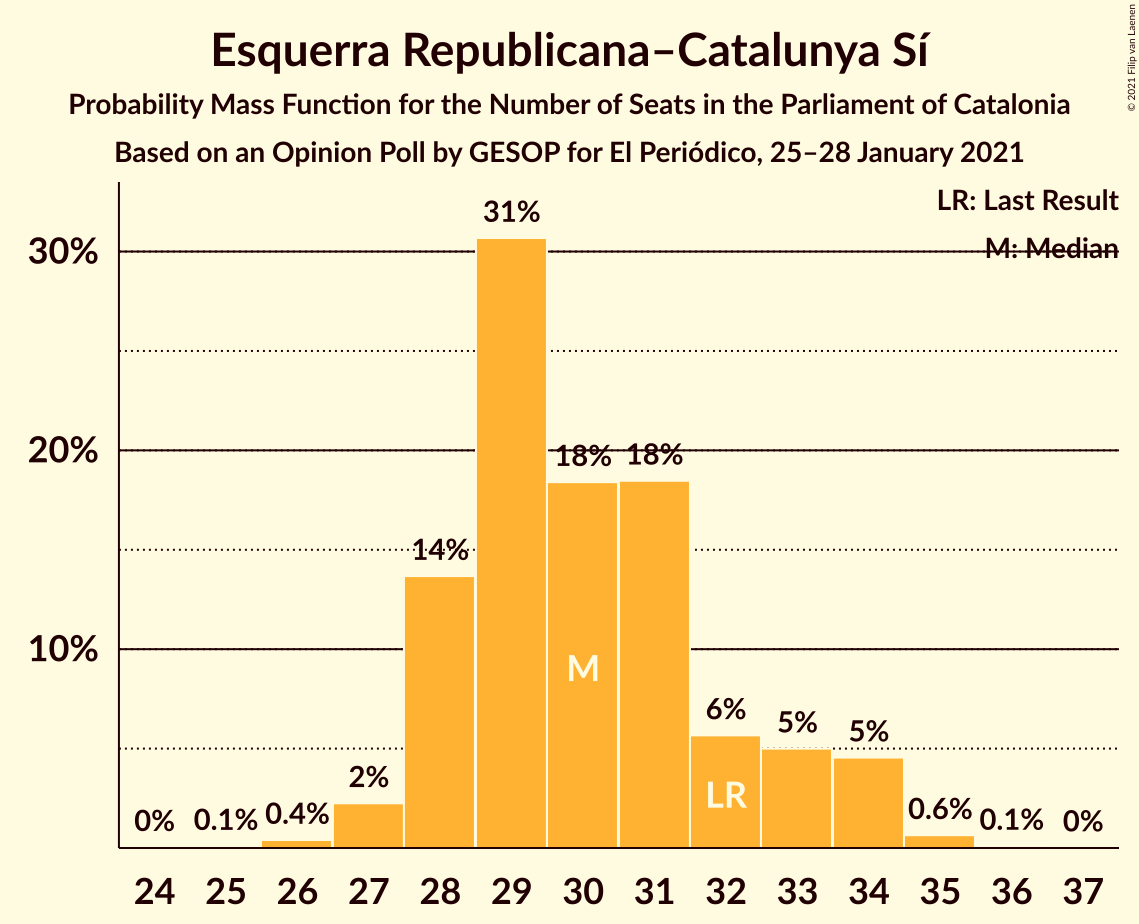 Esquerra Republicana–Catalunya Sí
Probability Mass Function for the Number of Seats in the Parliament of Catalonia
Based on an Opinion Poll by GESOP for El Periódico, 25–28 January 2021
© 2021 Filip van Laenen
LR: Last Result
M: Median
30%
20%
10%
0%
0.1%
0.4%
2%
14%
31%
18%
18%
6%
5%
5%
0.6%
0.1%
0%
M
LR
24 25 26 27 28 29 30 31 32 33 34 35 36 37